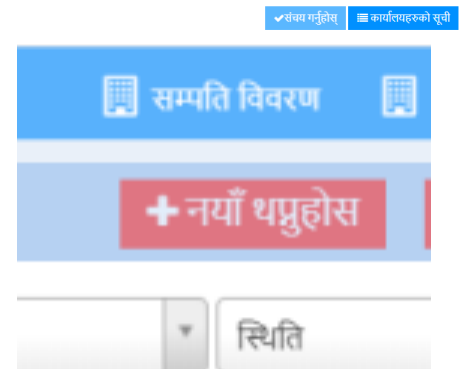 संचय गर्नुहोस् कार्यालयहरुको सूची
सम्पति विवरण
नयाँ थप्नुहोस
स्थिति